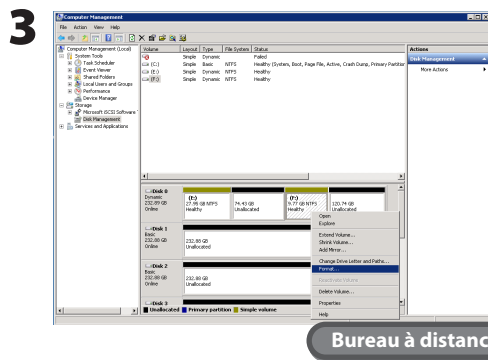 3
Computer Management
File Action View Help
Computer Management (Local)
System Tools
Task Scheduler
Event Viewer
Shared Folders
Local Users and Groups
Performance
Device Manager
Storage
Microsoft iSCSI Software
Disk Management
Services and Applications
Volume Layout Type File System Status
Simple Dynamic Failed
(C:) Simple Basic NTFS Healthy (System, Boot, Page File, Active, Crash Dump, Primary Partition
(E:) Simple Dynamic NTFS Healthy
(F:) Simple Dynamic NTFS Healthy
Actions
Disk Management
More Actions
Disk 0
Dynamic
232.89 GB
Online
(E:)
27.95 GB NTFS
Healthy
74.43 GB
Unallocated
(F:)
9.77 GB NTFS
Healthy
120.74 GB
Unallocated
Disk 1
Basic
232.88 GB
Online
232.88 GB
Unallocated
Disk 2
Basic
232.88 GB
Online
232.88 GB
Unallocated
Disk 3
Open
Explore
Extend Volume...
Shrink Volume...
Add Mirror...
Change Drive Letter and Paths...
Format...
Reactivate Volume
Delete Volume...
Properties
Help
Unallocated Primary partition Simple volume
Bureau à distanc